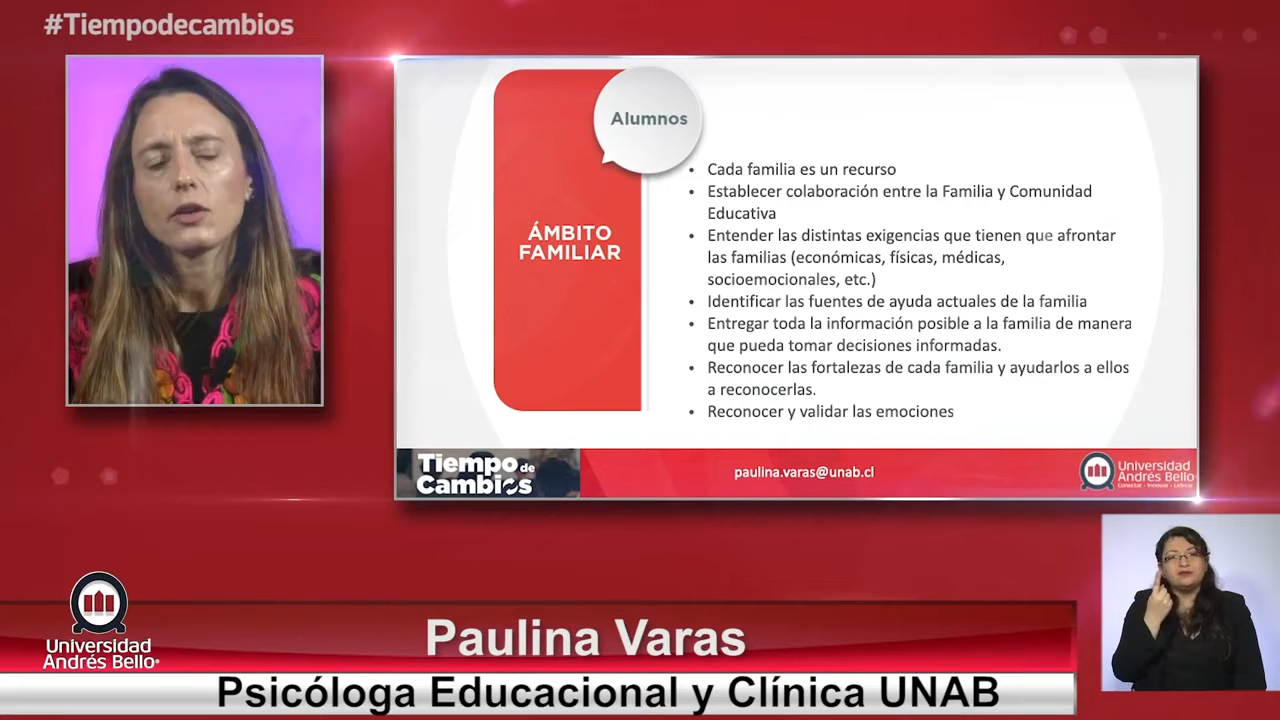 #Tiempodecambios
Alumnos
ÁMBITO
FAMILIAR
• Cada familia es un recurso
• Establecer colaboración entre la Familia y Comunidad
Educativa
• Entender las distintas exigencias que tienen que afrontar
las familias (económicas, físicas, médicas,
socioemocionales, etc.)
• Identificar las fuentes de ayuda actuales de la familia
• Entregar toda la información posible a la familia de manera
que pueda tomar decisiones informadas.
• Reconocer las fortalezas de cada familia y ayudarlos a ellos
a reconocerlas.
• Reconocer y validar las emociones
Tiempo de
Cambios
paulina.varas@unab.cl
Universidad
Andrés Bello
Conectar - Innovar - Liderar
Universidad
Andrés Bello
Paulina Varas
Psicóloga Educacional y Clínica UNAB